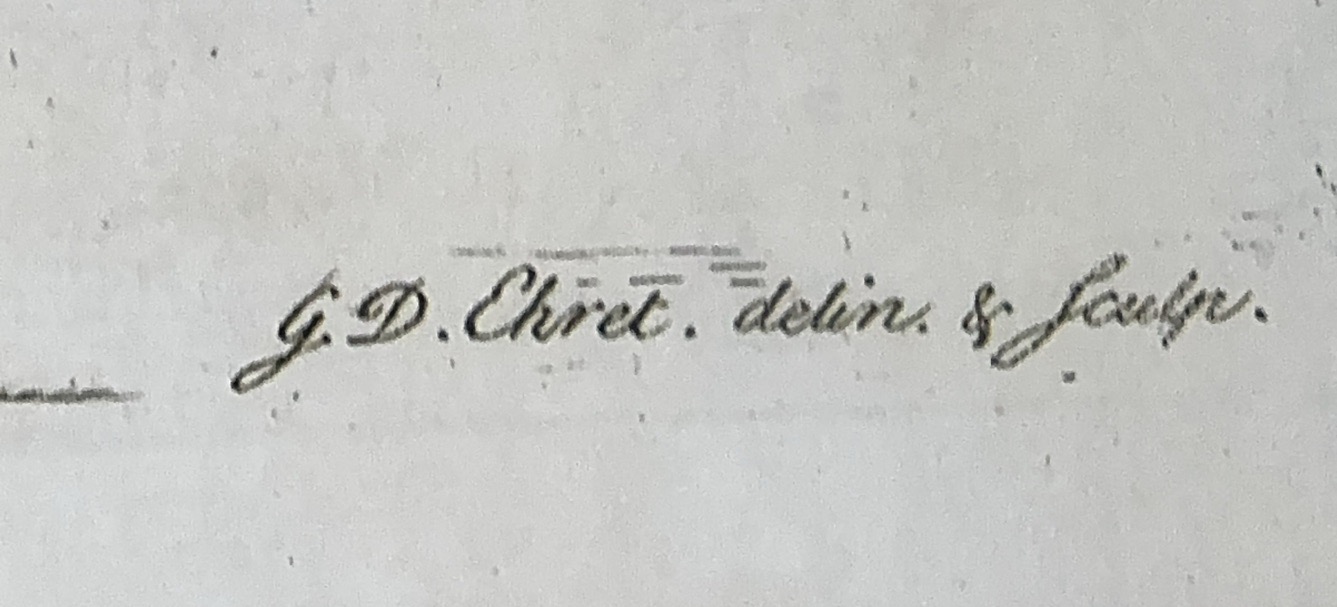 G. D. Ehret. delin. & Sculp.